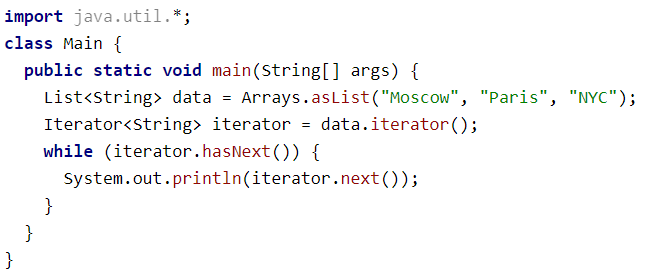 import java.util.*;
class Main {
  public static void main(String[] args) {
    List<String> data = Arrays.asList("Moscow", "Paris", "NYC");
    Iterator<String> iterator = data.iterator();
    while (iterator.hasNext()) {
      System.out.println(iterator.next());
    }
  }
}